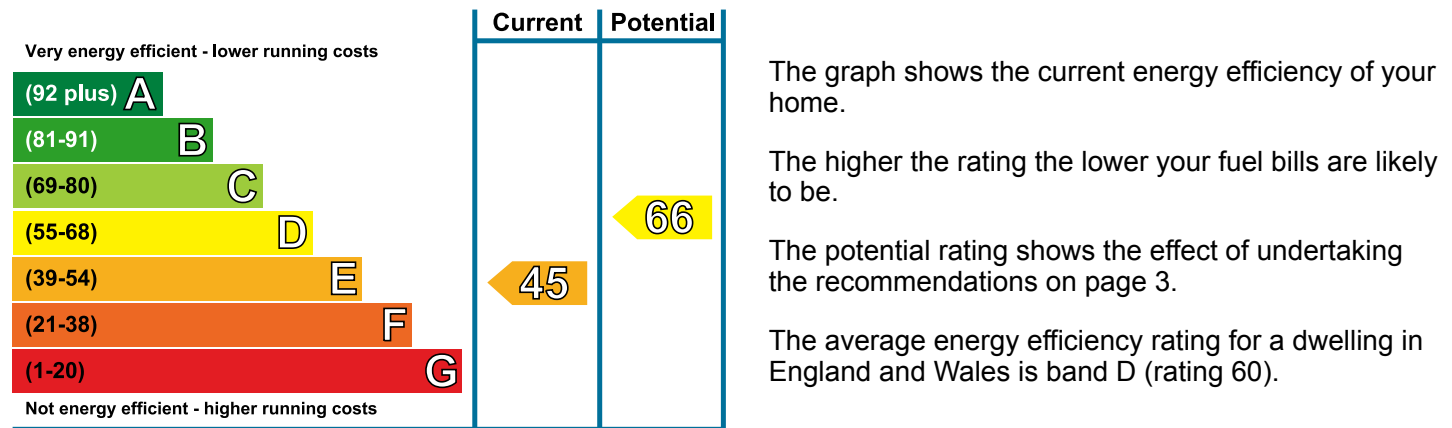 Current Potential
Very energy efficient - lower running costs
(92 plus) A
(81-91) B
(69-80) C
(55-68) D
(39-54) E
(21-38) F
(1-20) G
Not energy efficient - higher running costs
45
66
The graph shows the current energy efficiency of your
home.
The higher the rating the lower your fuel bills are likely
to be.
The potential rating shows the effect of undertaking
the recommendations on page 3.
The average energy efficiency rating for a dwelling in
England and Wales is band D (rating 60).